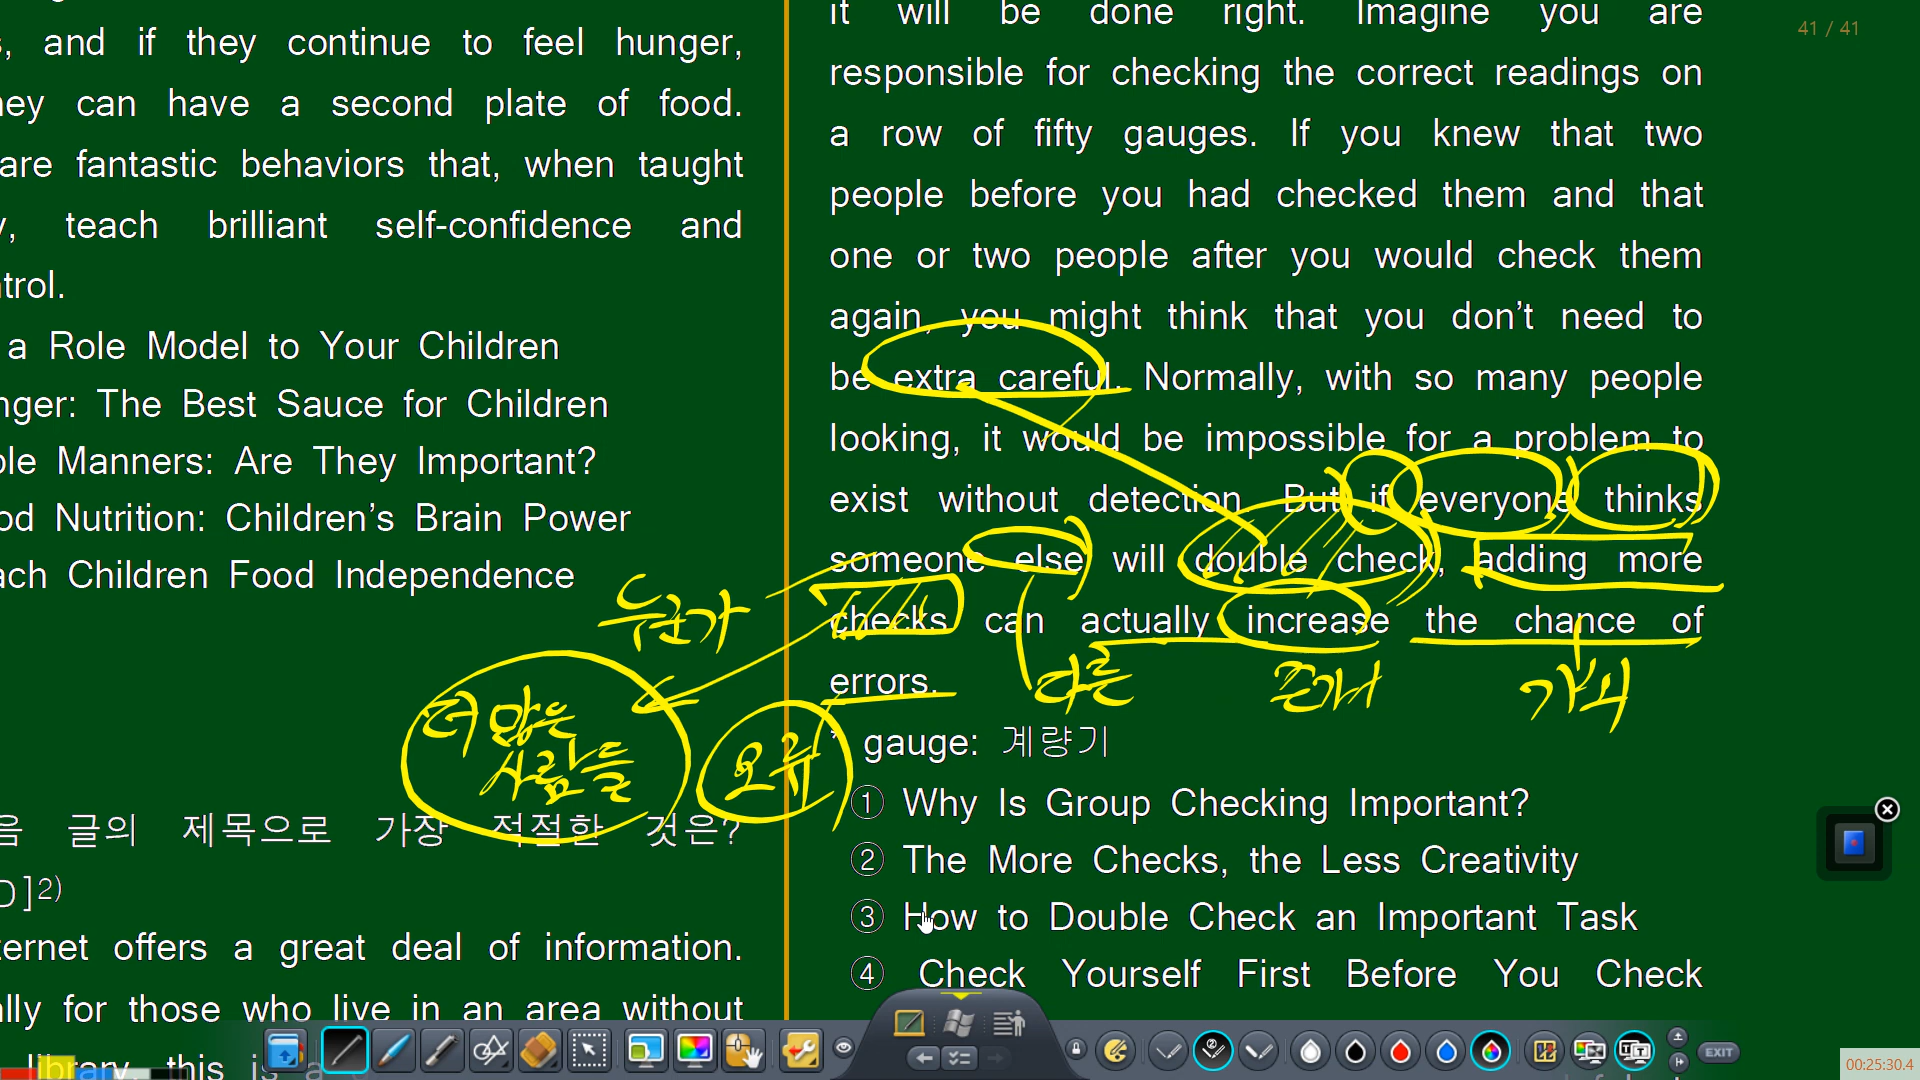 s, and if they continue to feel hunger,
hey can have a second plate of food.
are fantastic behaviors that, when taught
y, teach brilliant self-confidence and
ntrol.
a Role Model to Your Children
nger: The Best Sauce for Children
ble Manners: Are They Important?
od Nutrition: Children's Brain Power
ach Children Food Independence
누군가
더 많은
사람들
음 글의 제목으로 가장 적절한 것은?
D]2)
ternet offers a great deal of information.
ally for those who live in an area without
library, this is a
it will be done right. Imagine you are
responsible for checking the correct readings on
a row of fifty gauges. If you knew that two
people before you had checked them and that
one or two people after you would check them
again, you might think that you don't need to
be extra careful. Normally, with so many people
looking, it would be impossible for a problem to
exist without detection. But if everyone thinks
someone else will double check, adding more
checks can actually increase the chance of
errors.
다른
오류
* gauge: 계량기
① Why Is Group Checking Important?
② The More Checks, the Less Creativity
③ How to Double Check an Important Task
④ Check Yourself First Before You Check
41 / 41
EXIT
00:25:30.4